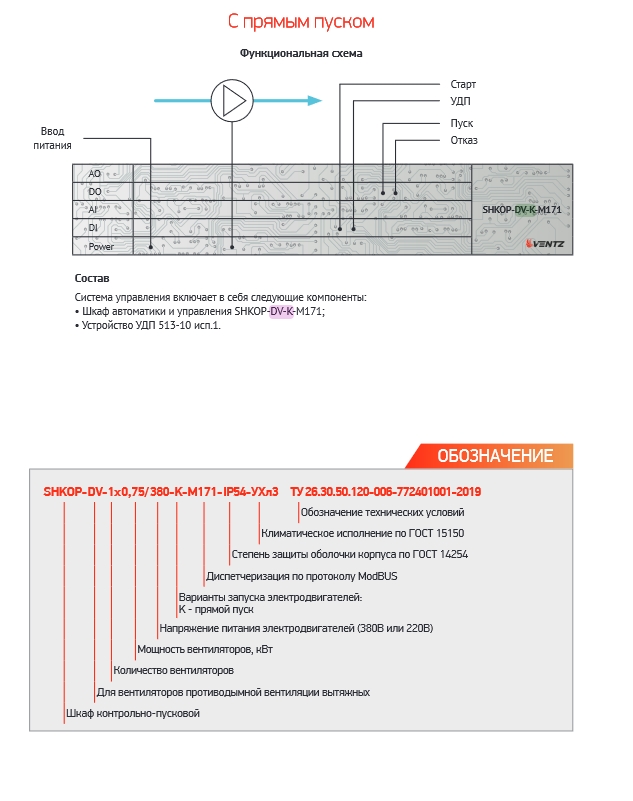 С прямым пуском
Функциональная схема
Старт
УДП
Пуск
Отказ
Ввод
питания
AO
DO
AI
DI
Power
SHKOP-DV-K-M171
VENTZ
Состав
Система управления включает в себя следующие компоненты:
• Шкаф автоматики и управления SHKOP-DV-K-M171;
• Устройство УДП 513-10 исп.1.
ОБОЗНАЧЕНИЕ
SHKOP-DV-1x0,75/380-K-M171-IP54-УХл3 ТУ 26.30.50.120-006-772401001-2019
Обозначение технических условий
Климатическое исполнение по ГОСТ 15150
Степень защиты оболочки корпуса по ГОСТ 14254
Диспетчеризация по протоколу ModBUS
Варианты запуска электродвигателей:
K - прямой пуск
Напряжение питания электродвигателей (380В или 220В)
Мощность вентиляторов, кВт
Количество вентиляторов
Для вентиляторов противодымной вентиляции вытяжных
Шкаф контрольно-пусковой